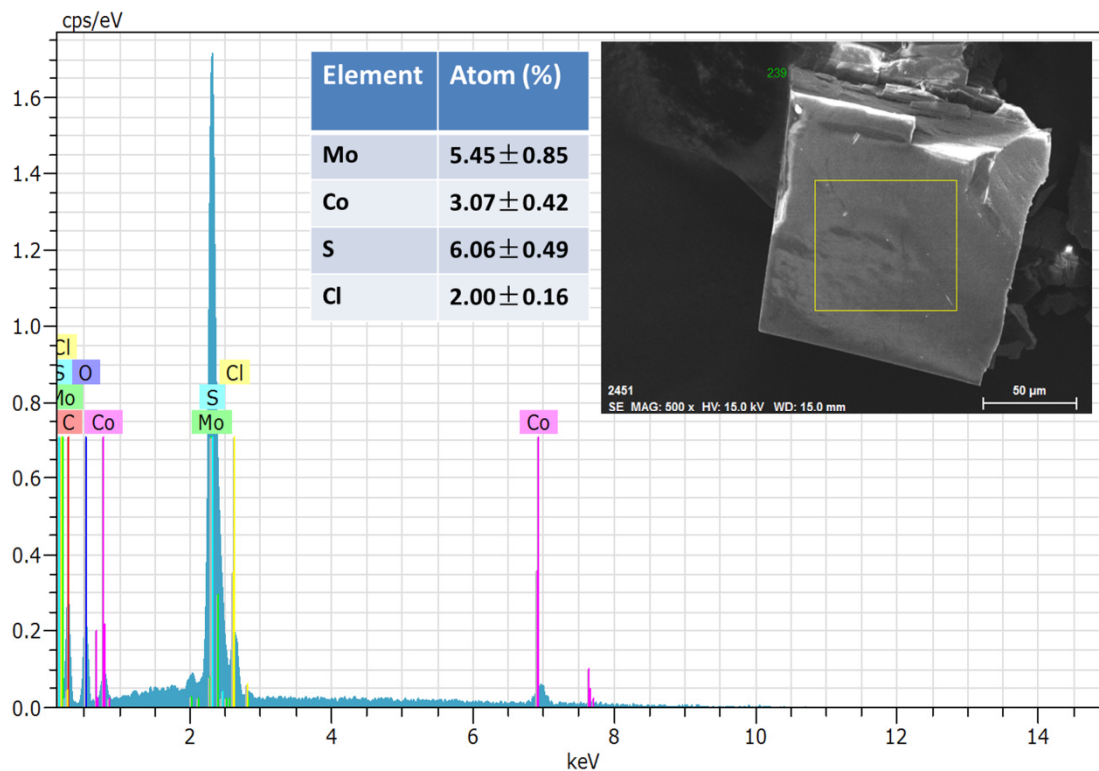 cps/eV
1.6
1.4
1.2
1.0
0.8
0.6
0.4
0.2
0.0
Element Atom (%)
Mo 5.45±0.85
Co 3.07±0.42
S 6.06±0.49
Cl 2.00±0.16
239
2451
SE MAG: 500 x HV: 15.0 kV WD: 15.0 mm
50 µm
Cl
S O
Mo
C Co
Cl
S
Mo
Co
2 4 6 8 10 12 14
keV